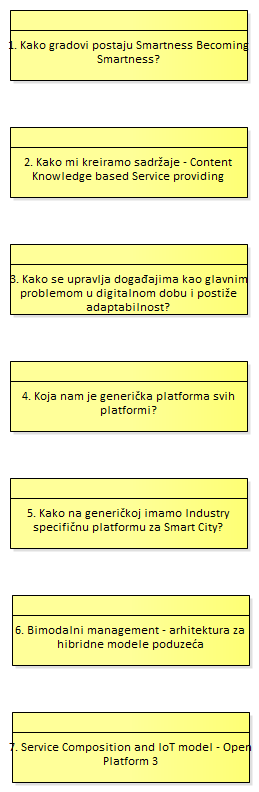 1. Kako gradovi postaju Smartness Becoming
Smartness?
2. Kako mi kreiramo sadržaje - Content
Knowledge based Service providing
3. Kako se upravlja događajima kao glavnim
problemom u digitalnom dobu i postiže
adaptabilnost?
4. Koja nam je generička platforma svih
platformi?
5. Kako na generičkoj imamo Industry
specifičnu platformu za Smart City?
6. Bimodalni management - arhitektura za
hibridne modele poduzeća
7. Service Composition and IoT model - Open
Platform 3